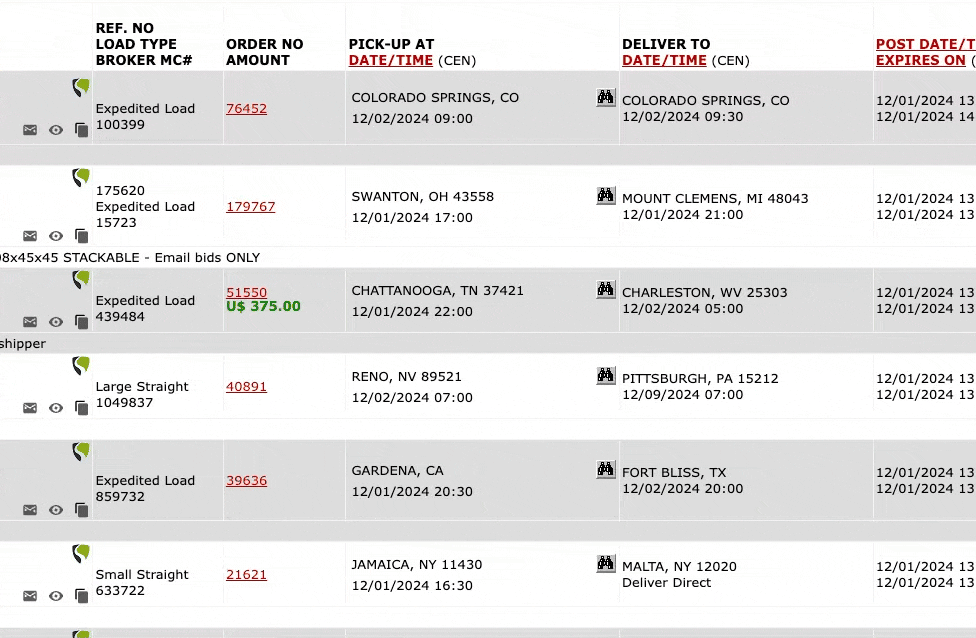 REF. NO
LOAD TYPE
BROKER MC#
ORDER NO
AMOUNT
PICK-UP AT
DATE/TIME (CEN)
DELIVER TO
DATE/TIME (CEN)
POST DATE/T
EXPIRES ON (
Expedited Load
100399
76452
COLORADO SPRINGS, CO
12/02/2024 09:00
COLORADO SPRINGS, CO
12/02/2024 09:30
12/01/2024 13
12/01/2024 14
175620
Expedited Load
15723
179767
SWANTON, OH 43558
12/01/2024 17:00
MOUNT CLEMENS, MI 48043
12/01/2024 21:00
12/01/2024 13
12/01/2024 13
98x45x45 STACKABLE - Email bids ONLY
Expedited Load
439484
51550
U$ 375.00
CHATTANOOGA, TN 37421
12/01/2024 22:00
CHARLESTON, WV 25303
12/02/2024 05:00
12/01/2024 13
12/01/2024 13
shipper
Large Straight
1049837
40891
RENO, NV 89521
12/02/2024 07:00
PITTSBURGH, PA 15212
12/09/2024 07:00
12/01/2024 13
12/01/2024 13
Expedited Load
859732
39636
GARDENA, CA
12/01/2024 20:30
FORT BLISS, TX
12/02/2024 20:00
12/01/2024 13
12/01/2024 13
Small Straight
633722
21621
JAMAICA, NY 11430
12/01/2024 16:30
MALTA, NY 12020
Deliver Direct
12/01/2024 13
12/01/2024 13